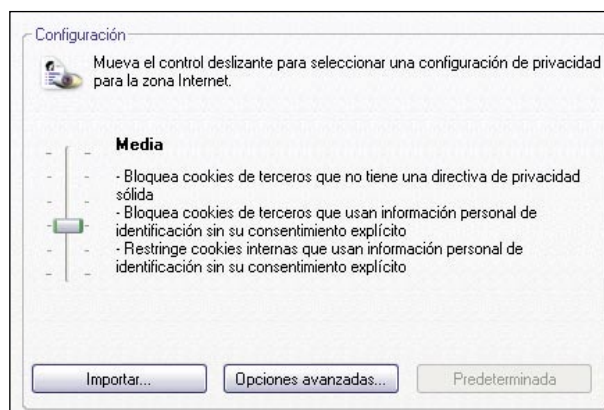 Configuración
Mueva el control deslizante para seleccionar una configuración de privacidad
para la zona Internet.
Media
- Bloquea cookies de terceros que no tiene una directiva de privacidad
sólida
- Bloquea cookies de terceros que usan información personal de
identificación sin su consentimiento explícito
- Restringe cookies internas que usan información personal de
identificación sin su consentimiento explícito
Importar... Opciones avanzadas... Predeterminada